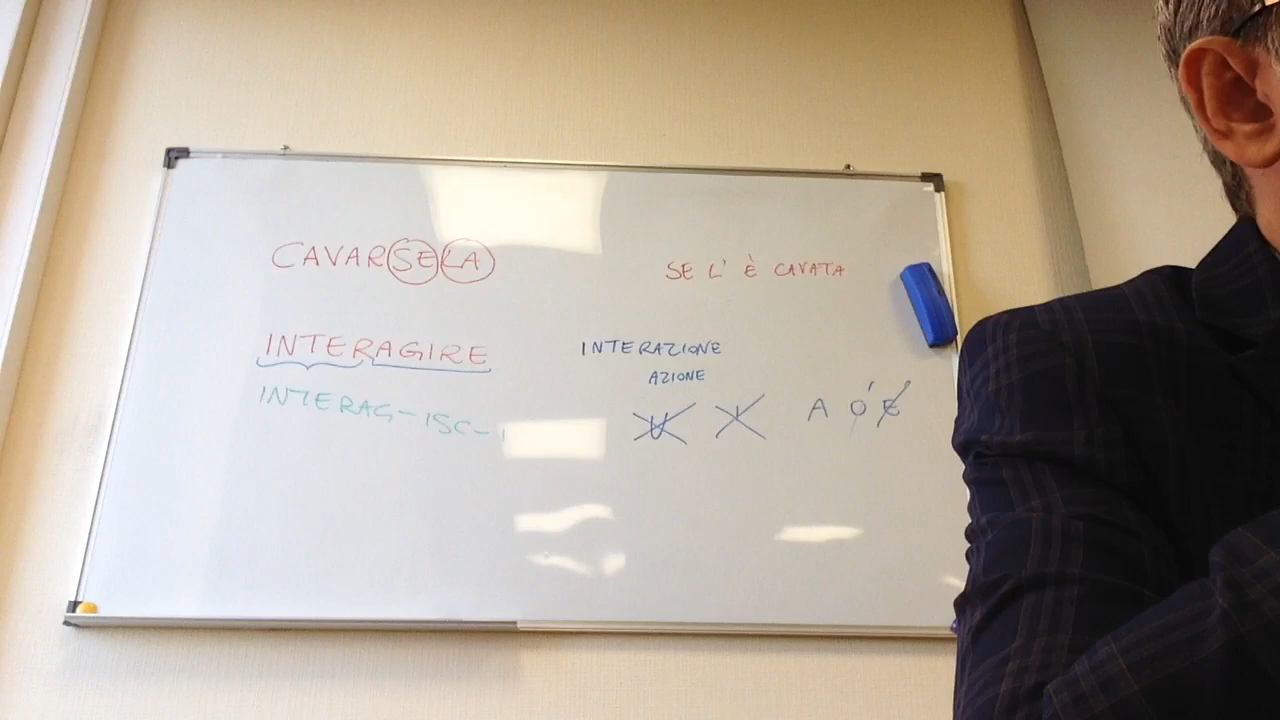 CAVARSELA SE L' È CAVATA
INTERAGIRE INTERAZIONE
AZIONE
INTERAG-ISC-I
U I A Ó É